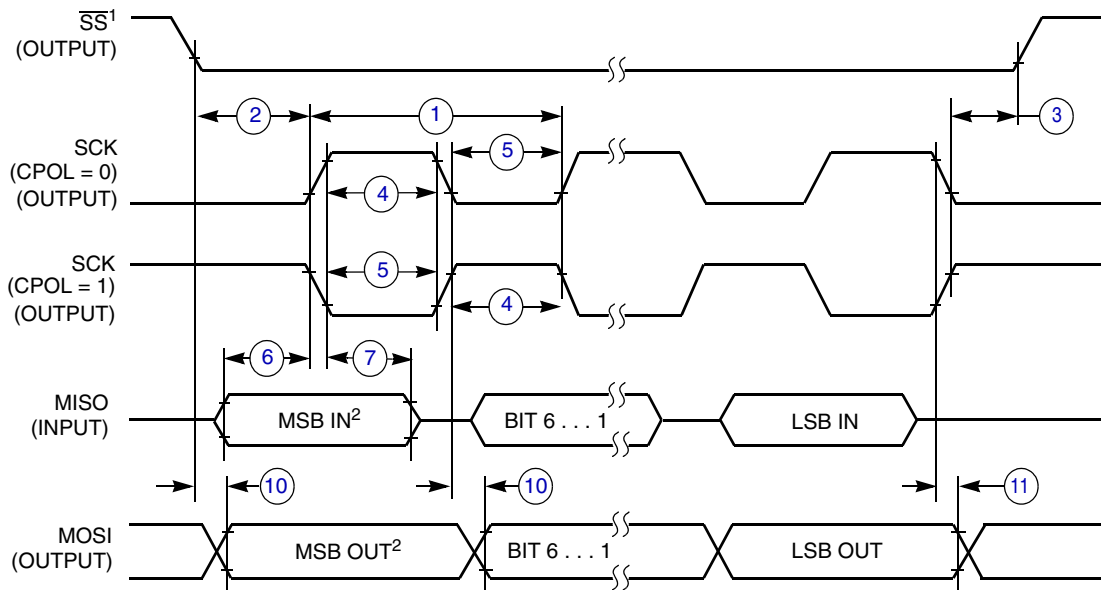 SS¹
(OUTPUT)
2
1
3
SCK
(CPOL = 0)
(OUTPUT)
5
4
SCK
(CPOL = 1)
(OUTPUT)
5
4
6
7
MISO
(INPUT)
MSB IN²
BIT 6 . . . 1
LSB IN
10
10
11
MOSI
(OUTPUT)
MSB OUT²
BIT 6 . . . 1
LSB OUT